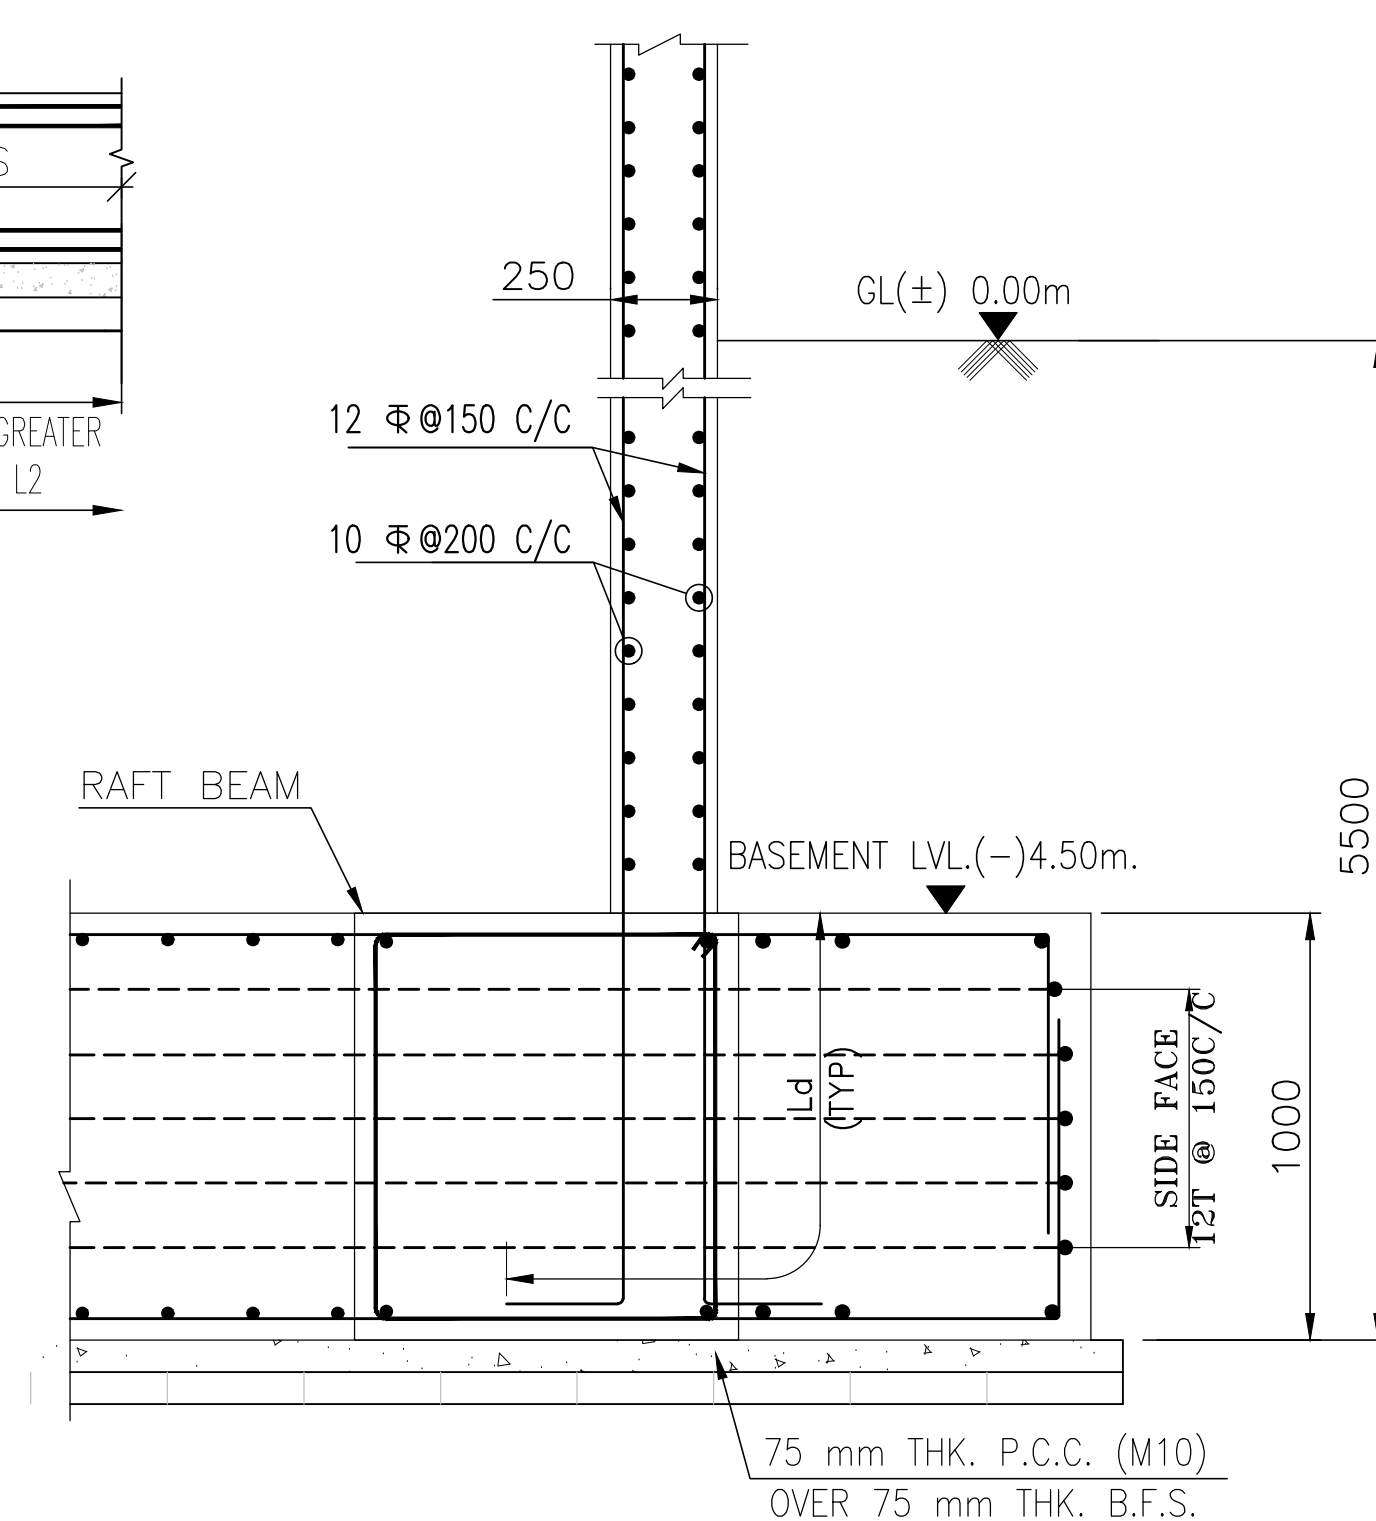 S
GREATER
L2
250
GL(±) 0.00m
12 Φ@150 C/C
10 Φ@200 C/C
RAFT BEAM
BASEMENT LVL.(-)4.50m.
5500
Ld
(TYP)
SIDE FACE
12T @ 150C/C
1000
75 mm THK. P.C.C. (M10)
OVER 75 mm THK. B.F.S.